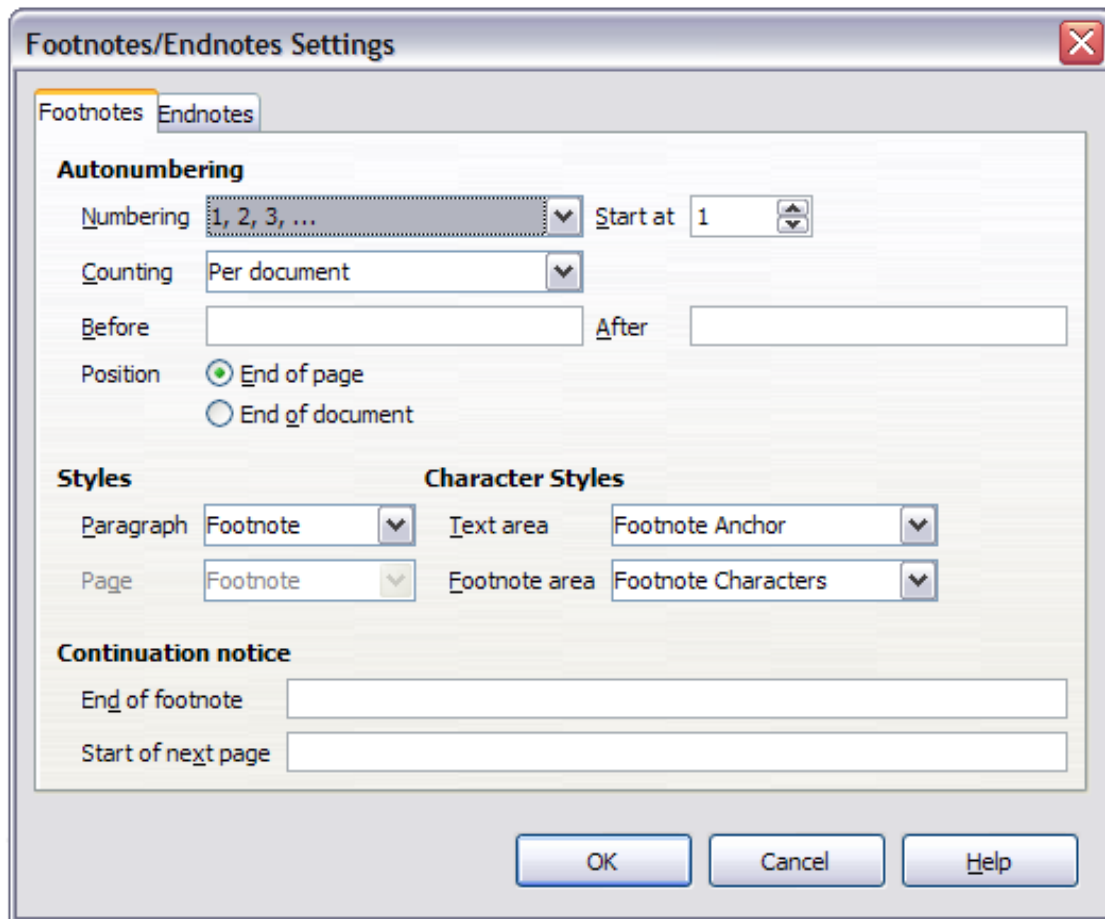 Footnotes/Endnotes Settings
Footnotes Endnotes
Autonumbering
Numbering 1, 2, 3, ... Start at 1
Counting Per document
Before After
Position End of page
End of document
Styles Character Styles
Paragraph Footnote Text area Footnote Anchor
Page Footnote Footnote area Footnote Characters
Continuation notice
End of footnote
Start of next page
OK Cancel Help